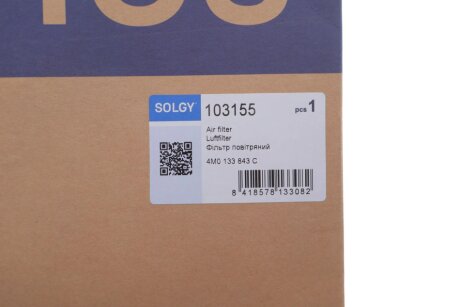 SOLGY 103155 pcs 1
Air filter
Luftfilter
Фільтр повітряний
4M0 133 843 C
8 418578 133082